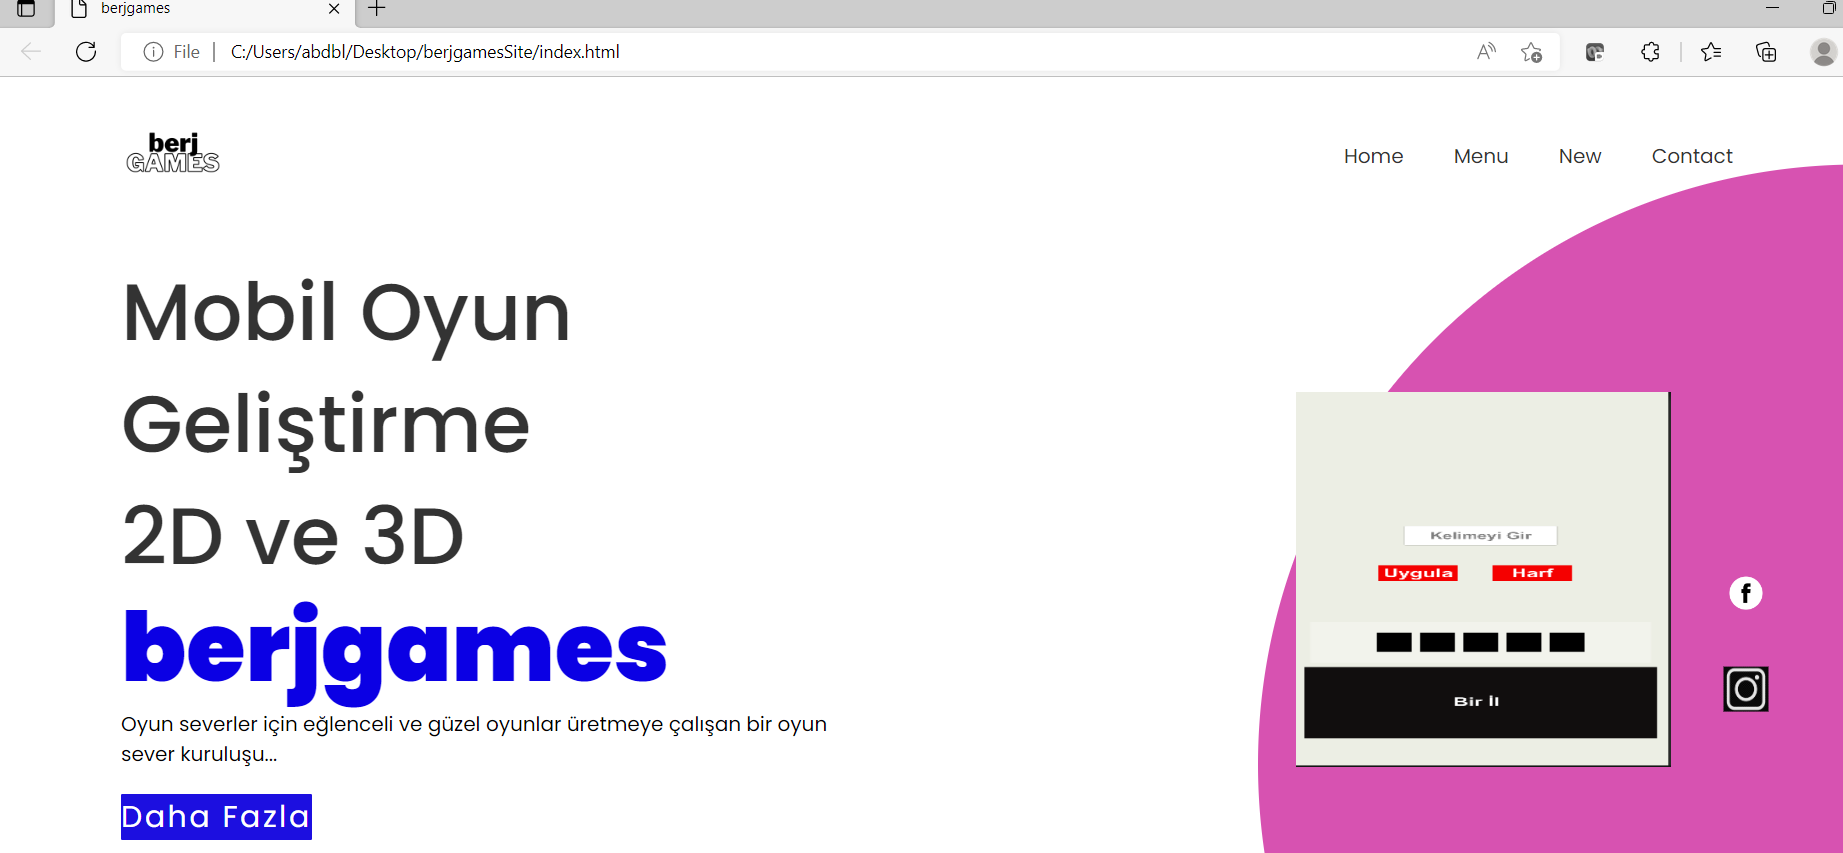 berjgames
File
C:/Users/abdbl/Desktop/berjgamesSite/index.html
berj
GAMES
Home Menu New Contact
Mobil Oyun
Geliştirme
2D ve 3D
berjgames
Oyun severler için eğlenceli ve güzel oyunlar üretmeye çalışan bir oyun
sever kuruluşu...
Daha Fazla
Kelimeyi Gir
Uygula Harf
Bir İl